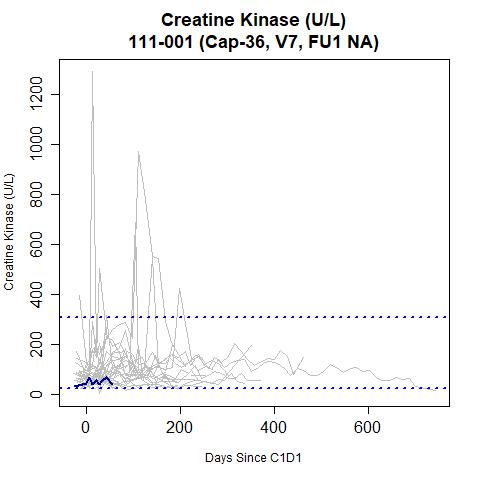 Creatine Kinase (U/L)
111-001 (Cap-36, V7, FU1 NA)
Creatine Kinase (U/L)
1200
1000
800
600
400
200
0
0 200 400 600
Days Since C1D1